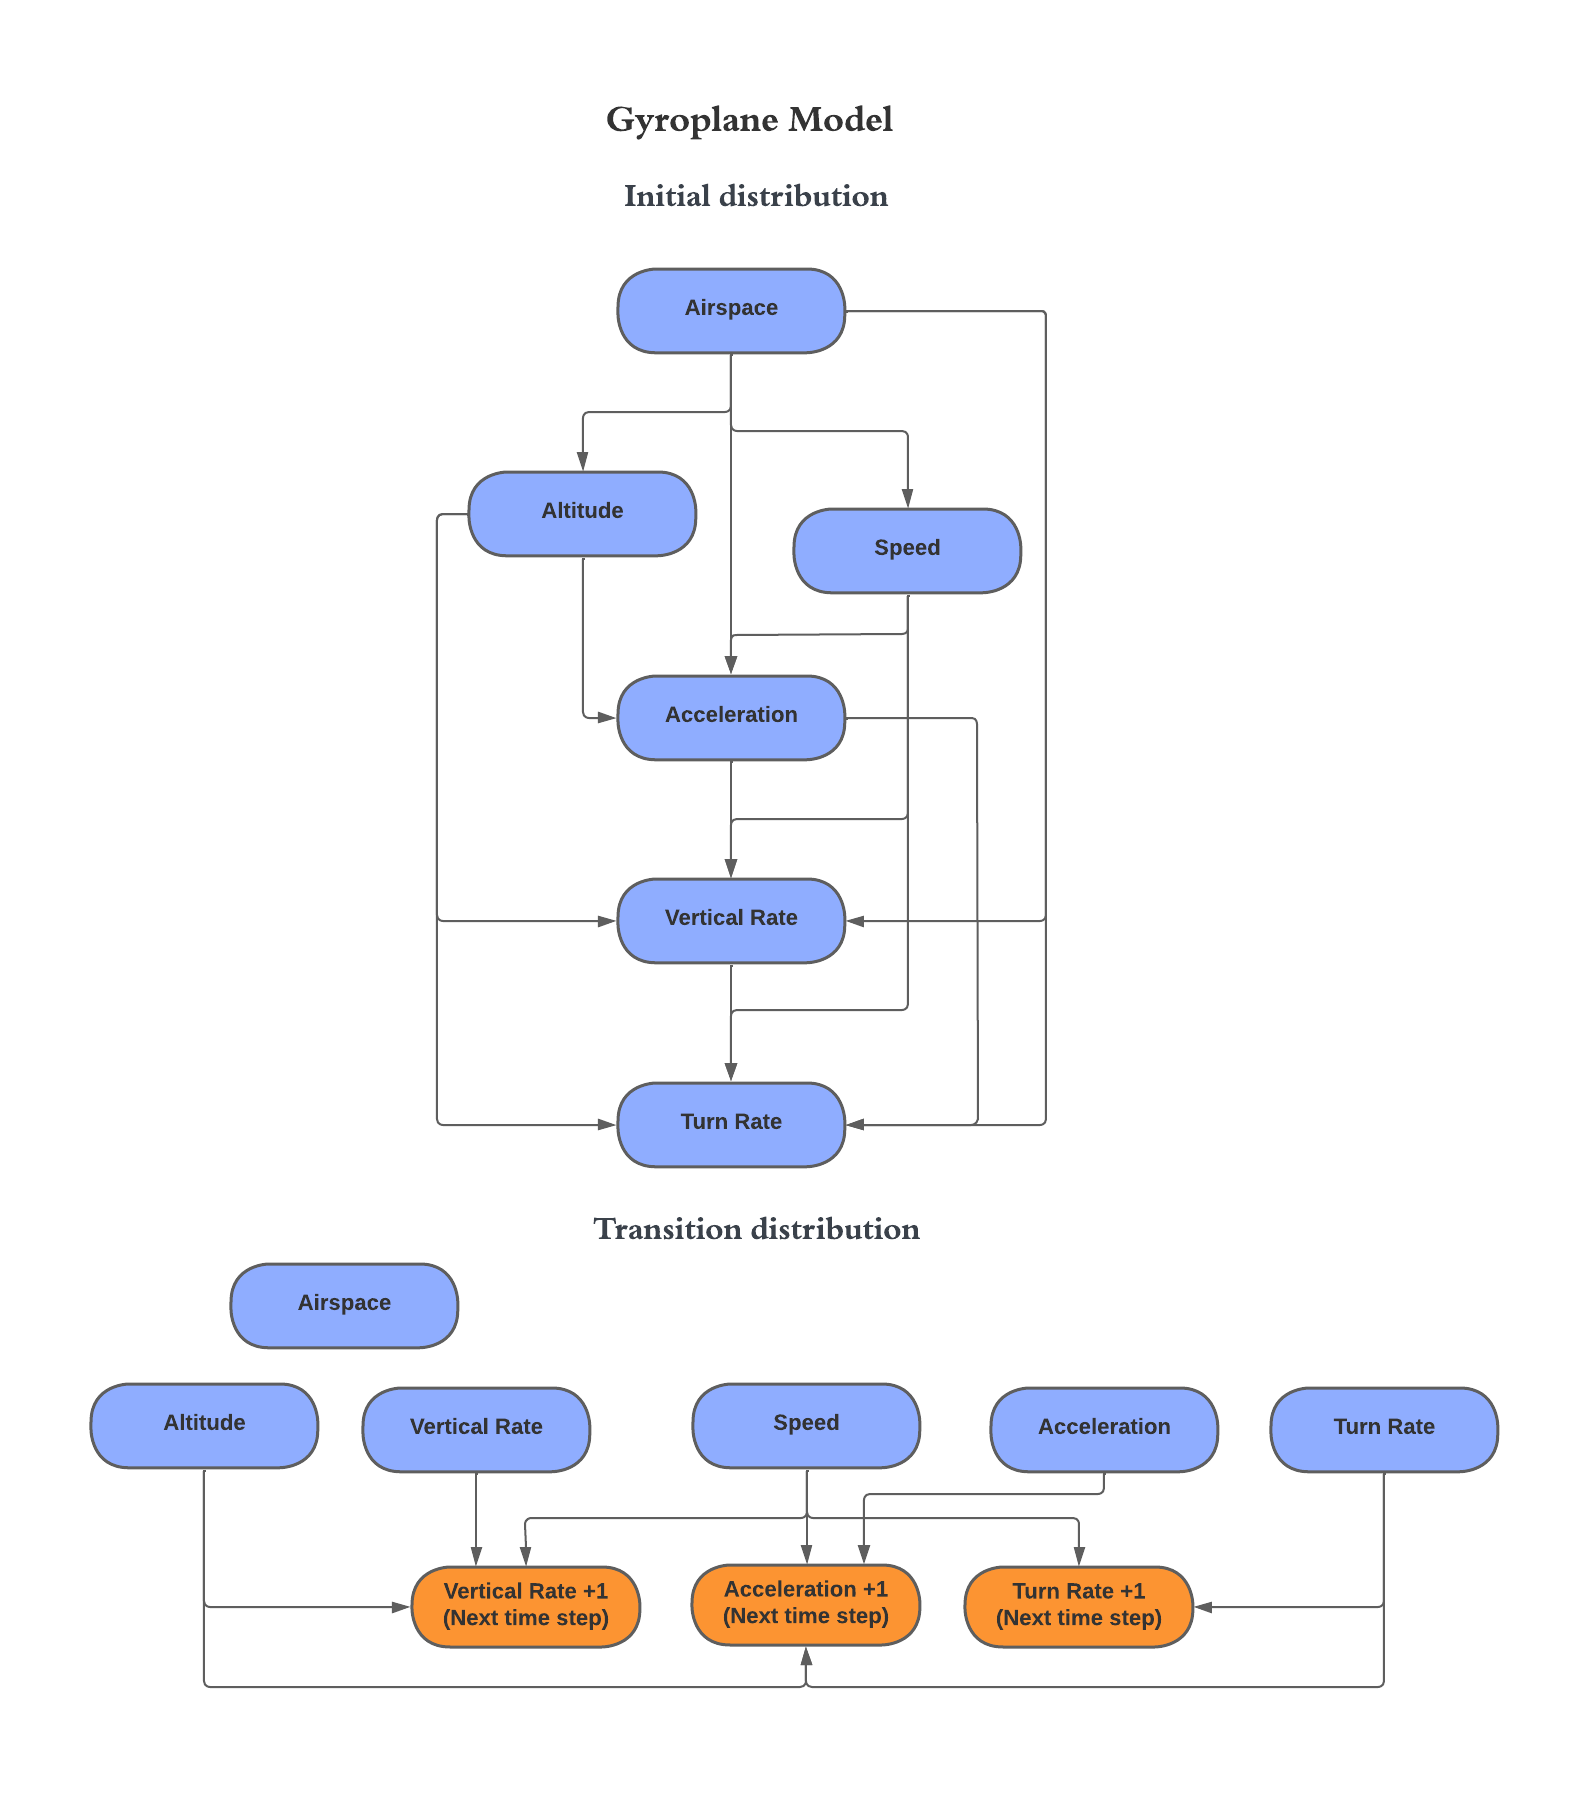 Gyroplane Model
Initial distribution
Airspace
Altitude
Speed
Acceleration
Vertical Rate
Turn Rate
Transition distribution
Airspace
Altitude
Vertical Rate
Speed
Acceleration
Turn Rate
Vertical Rate +1
(Next time step)
Acceleration +1
(Next time step)
Turn Rate +1
(Next time step)